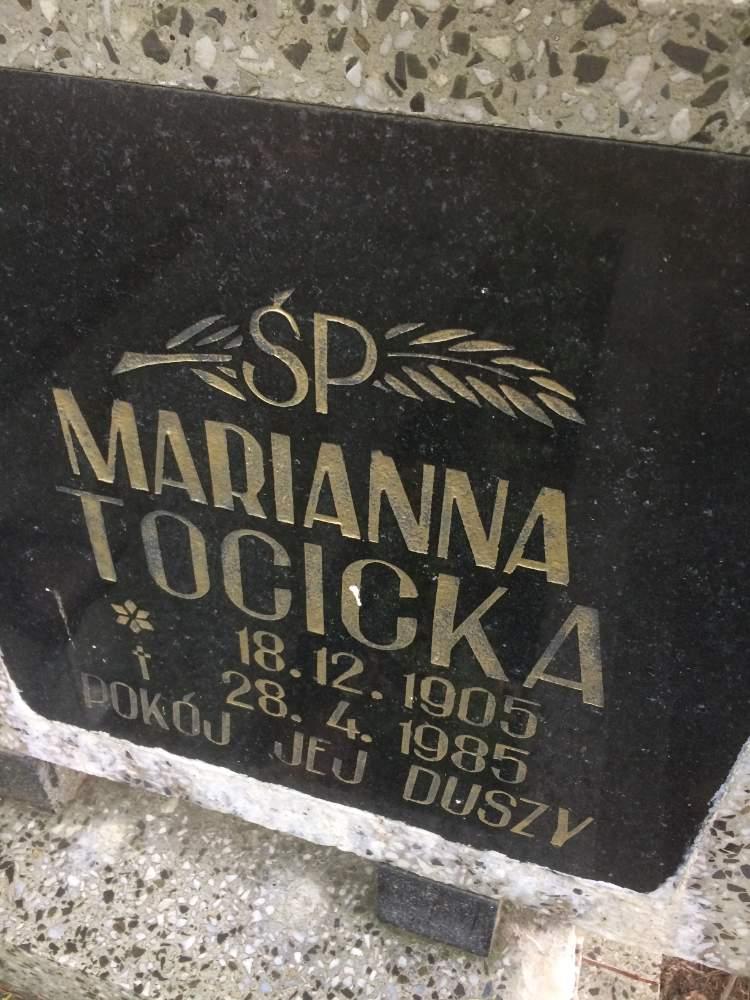 ŚP
MARIANNA
TOCICKA
* 18.12.1905
† 28.4.1985
POKÓJ JEJ DUSZY